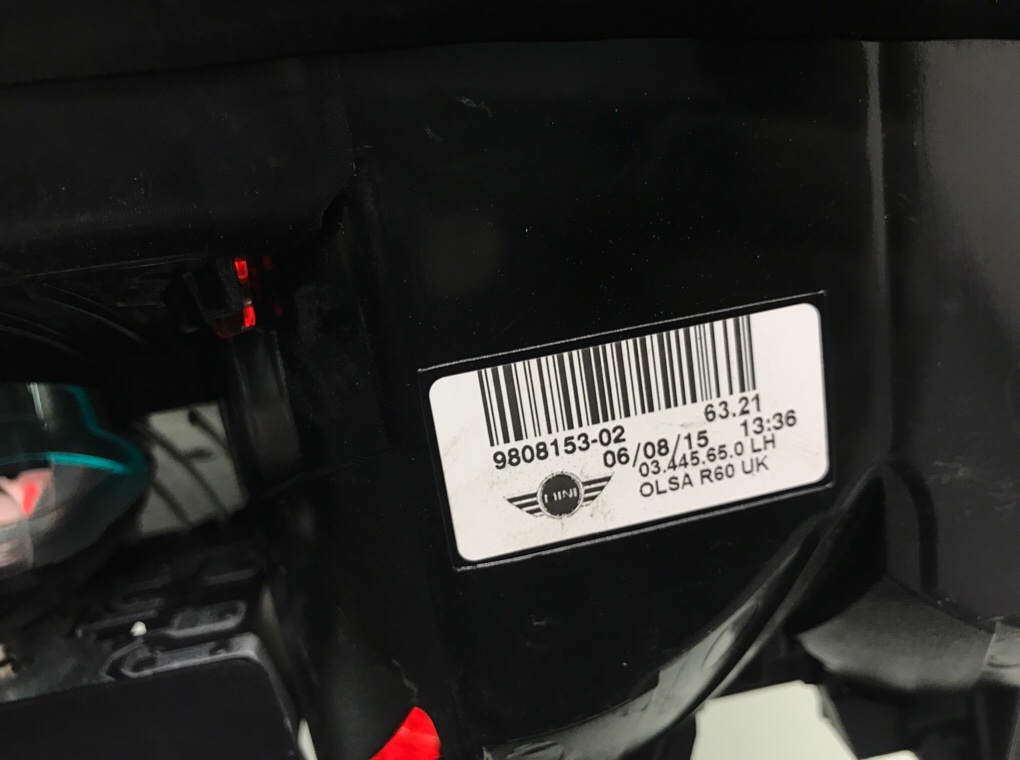 63.21
9808153-02
06/08/15 13:36
03.445.65.0 LH
OLSA R60 UK
MINI